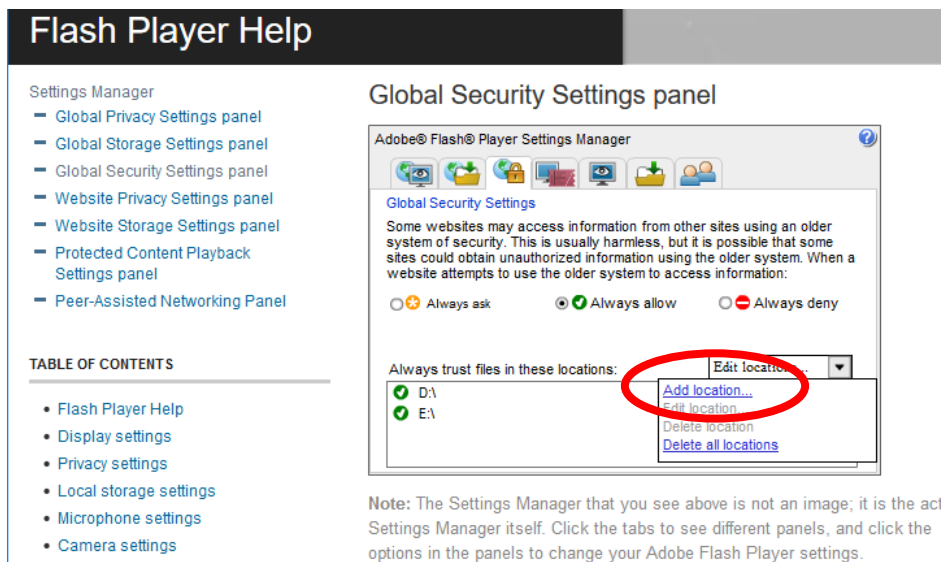 Flash Player Help
Settings Manager
Global Privacy Settings panel
Global Storage Settings panel
Global Security Settings panel
Website Privacy Settings panel
Website Storage Settings panel
Protected Content Playback
Settings panel
Peer-Assisted Networking Panel
TABLE OF CONTENTS
Flash Player Help
Display settings
Privacy settings
Local storage settings
Microphone settings
Camera settings
Global Security Settings panel
Adobe® Flash® Player Settings Manager
Global Security Settings
Some websites may access information from other sites using an older
system of security. This is usually harmless, but it is possible that some
sites could obtain unauthorized information using the older system. When a
website attempts to use the older system to access information:
Always ask Always allow Always deny
Always trust files in these locations: Edit locations...
D:\
E:\
Add location...
Edit location...
Delete location
Delete all locations
Note: The Settings Manager that you see above is not an image; it is the act
Settings Manager itself. Click the tabs to see different panels, and click the
options in the panels to change your Adobe Flash Player settings.